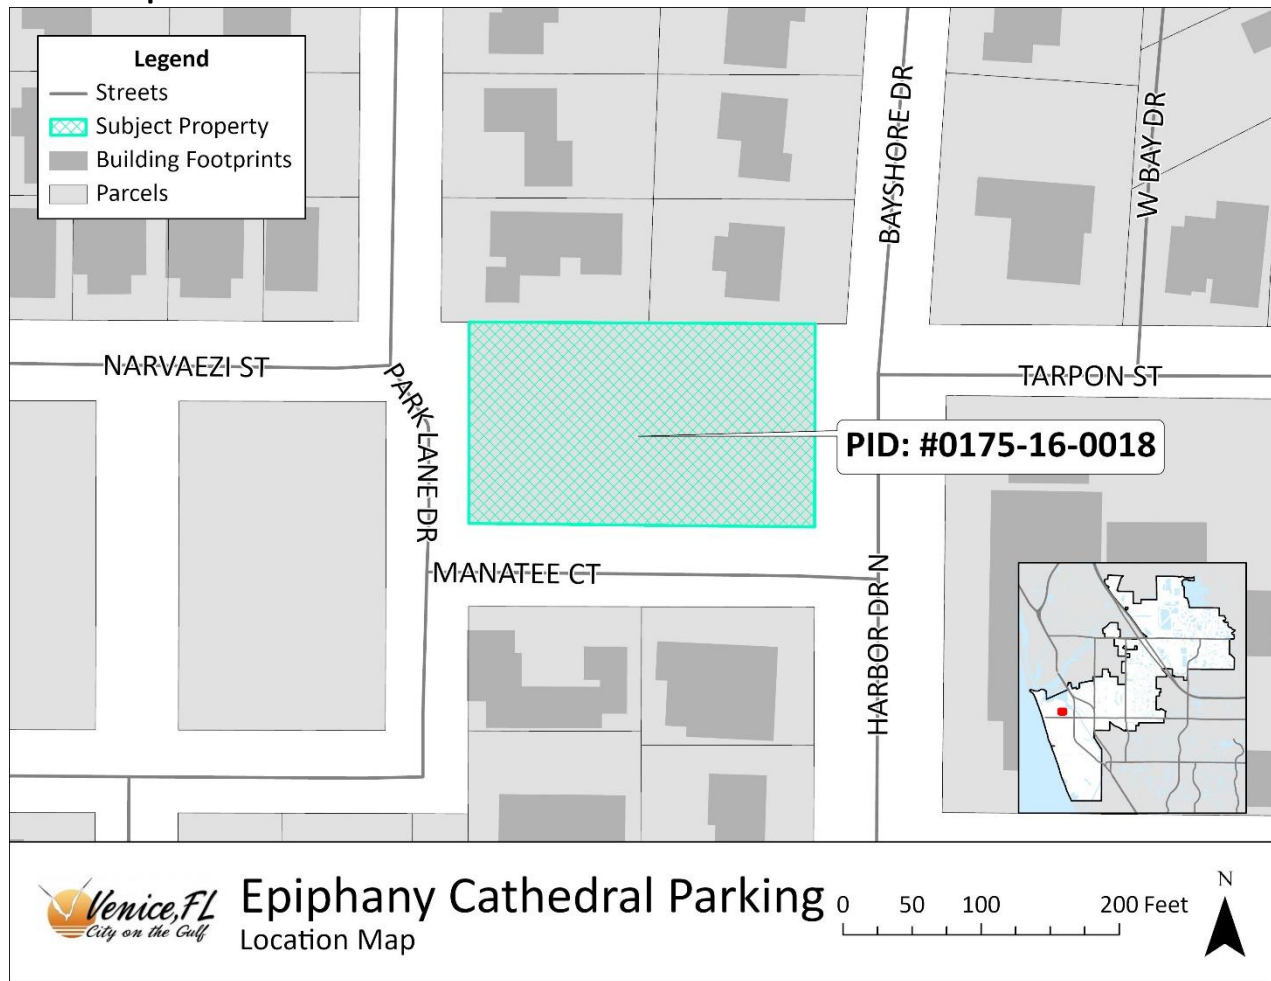 Legend
Streets
Subject Property
Building Footprints
Parcels
BAYSHORE DR
W BAY DR
NARVAEZI ST
PARK LANE DR
TARPON ST
PID: #0175-16-0018
MANATEE CT
HARBOR DR N
Venice, FL
City on the Gulf
Epiphany Cathedral Parking
Location Map
0 50 100 200 Feet
N